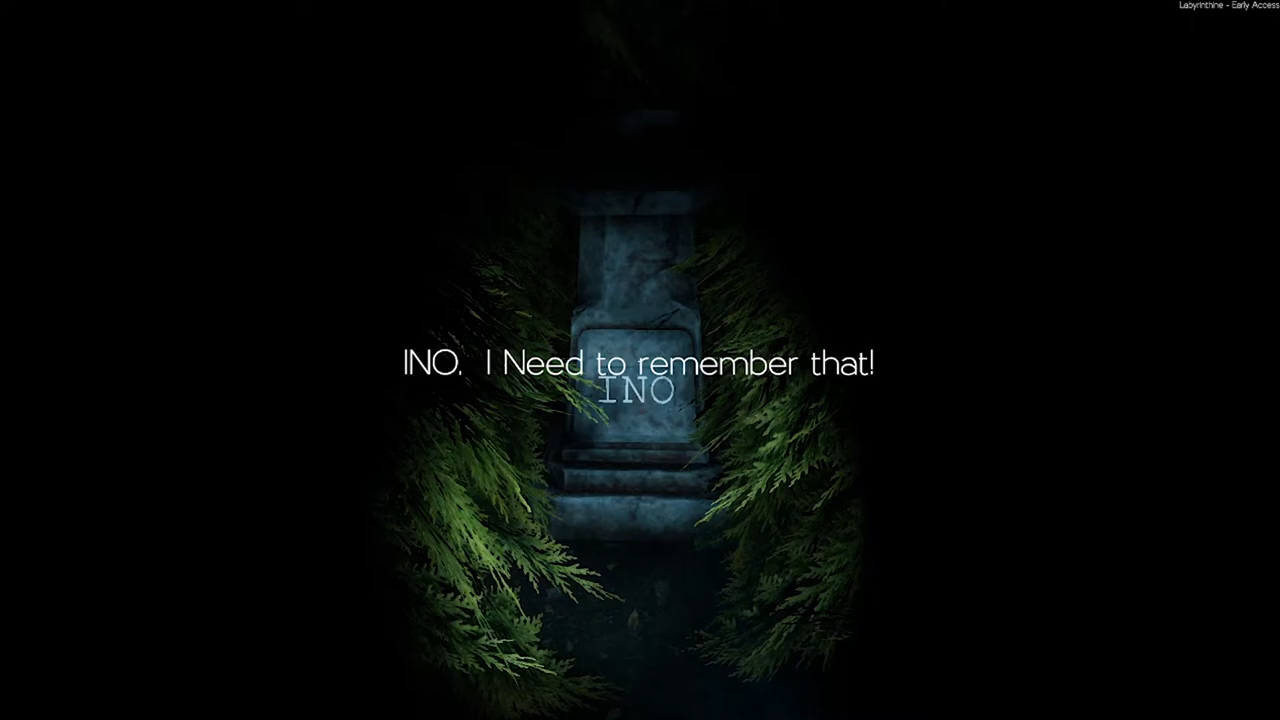 Labyrinthine - Early Access
INO.  I Need to remember that!
INO